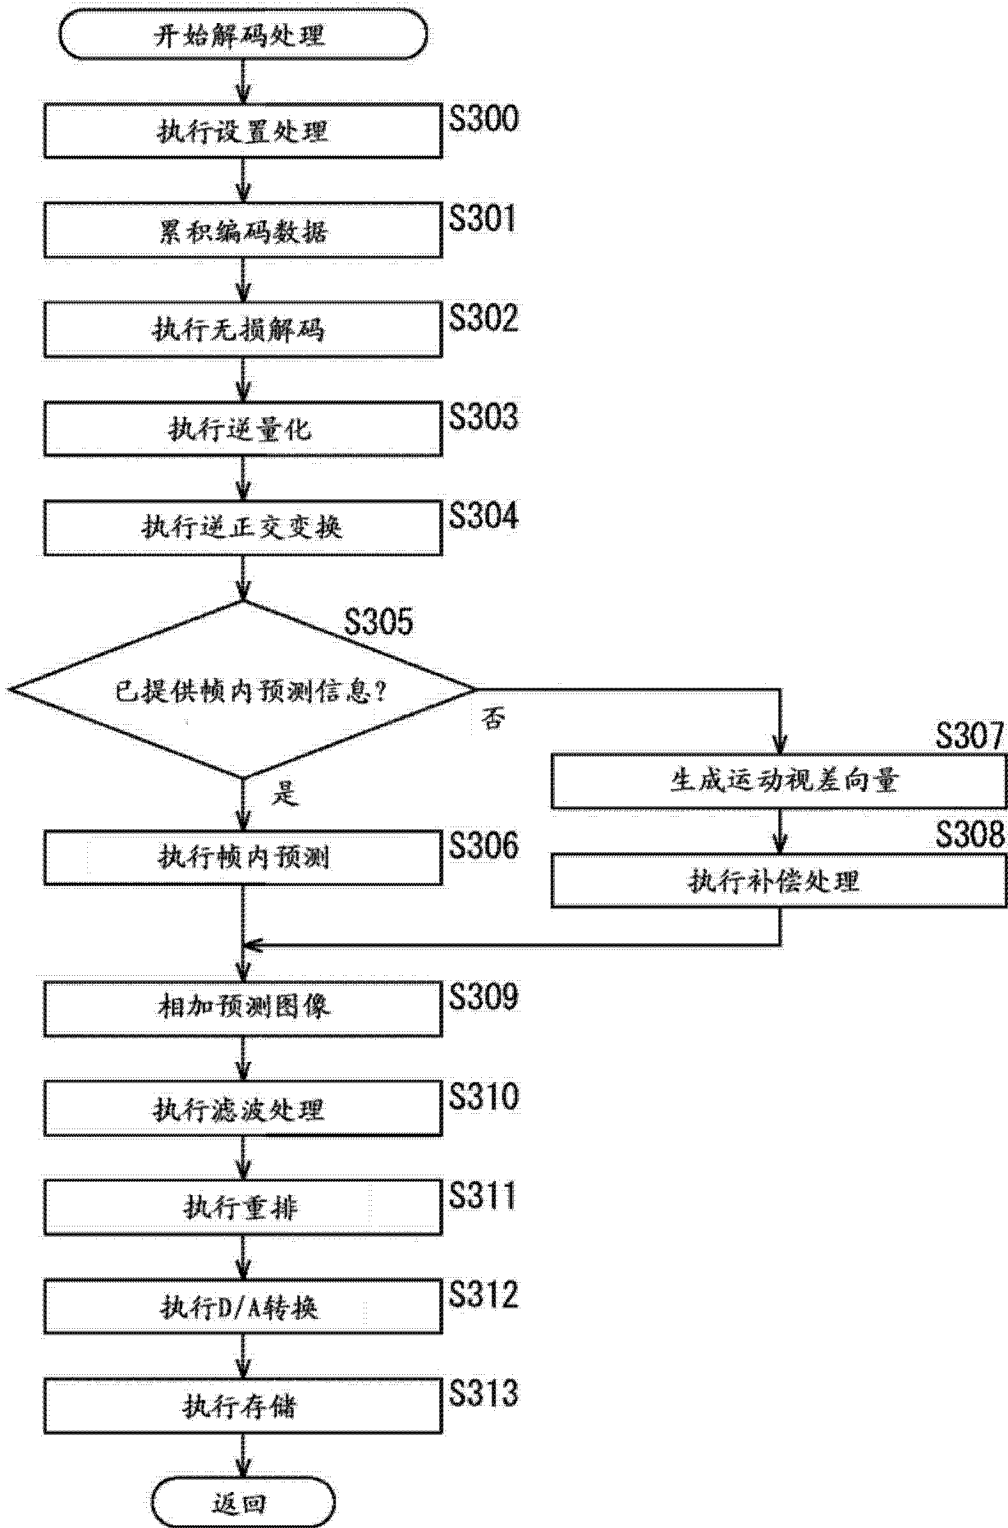 开始解码处理
执行设置处理
S300
累积编码数据
S301
执行无损解码
S302
执行逆量化
S303
执行逆正交变换
S304
S305
已提供帧内预测信息?
否
是
S307
生成运动视差向量
S308
执行补偿处理
执行帧内预测
S306
相加预测图像
S309
执行滤波处理
S310
执行重排
S311
执行D/A转换
S312
执行存储
S313
返回